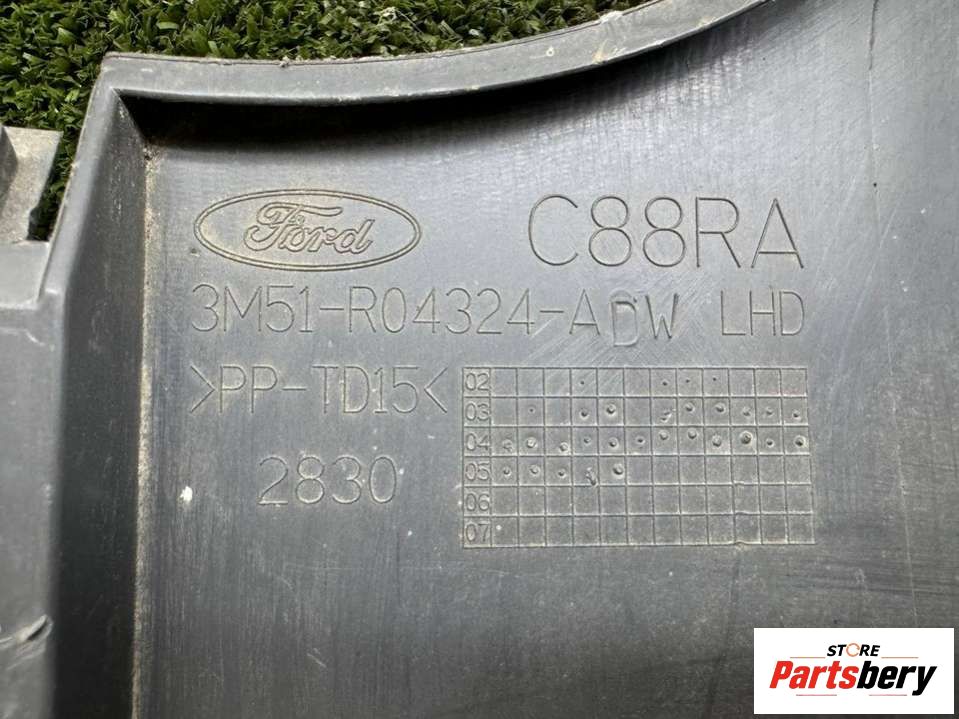 Ford C88RA
3M51-R04324-ADW LHD
>PP-TD15<
2830
02
03
04
05
06
07
STORE
Partsbery